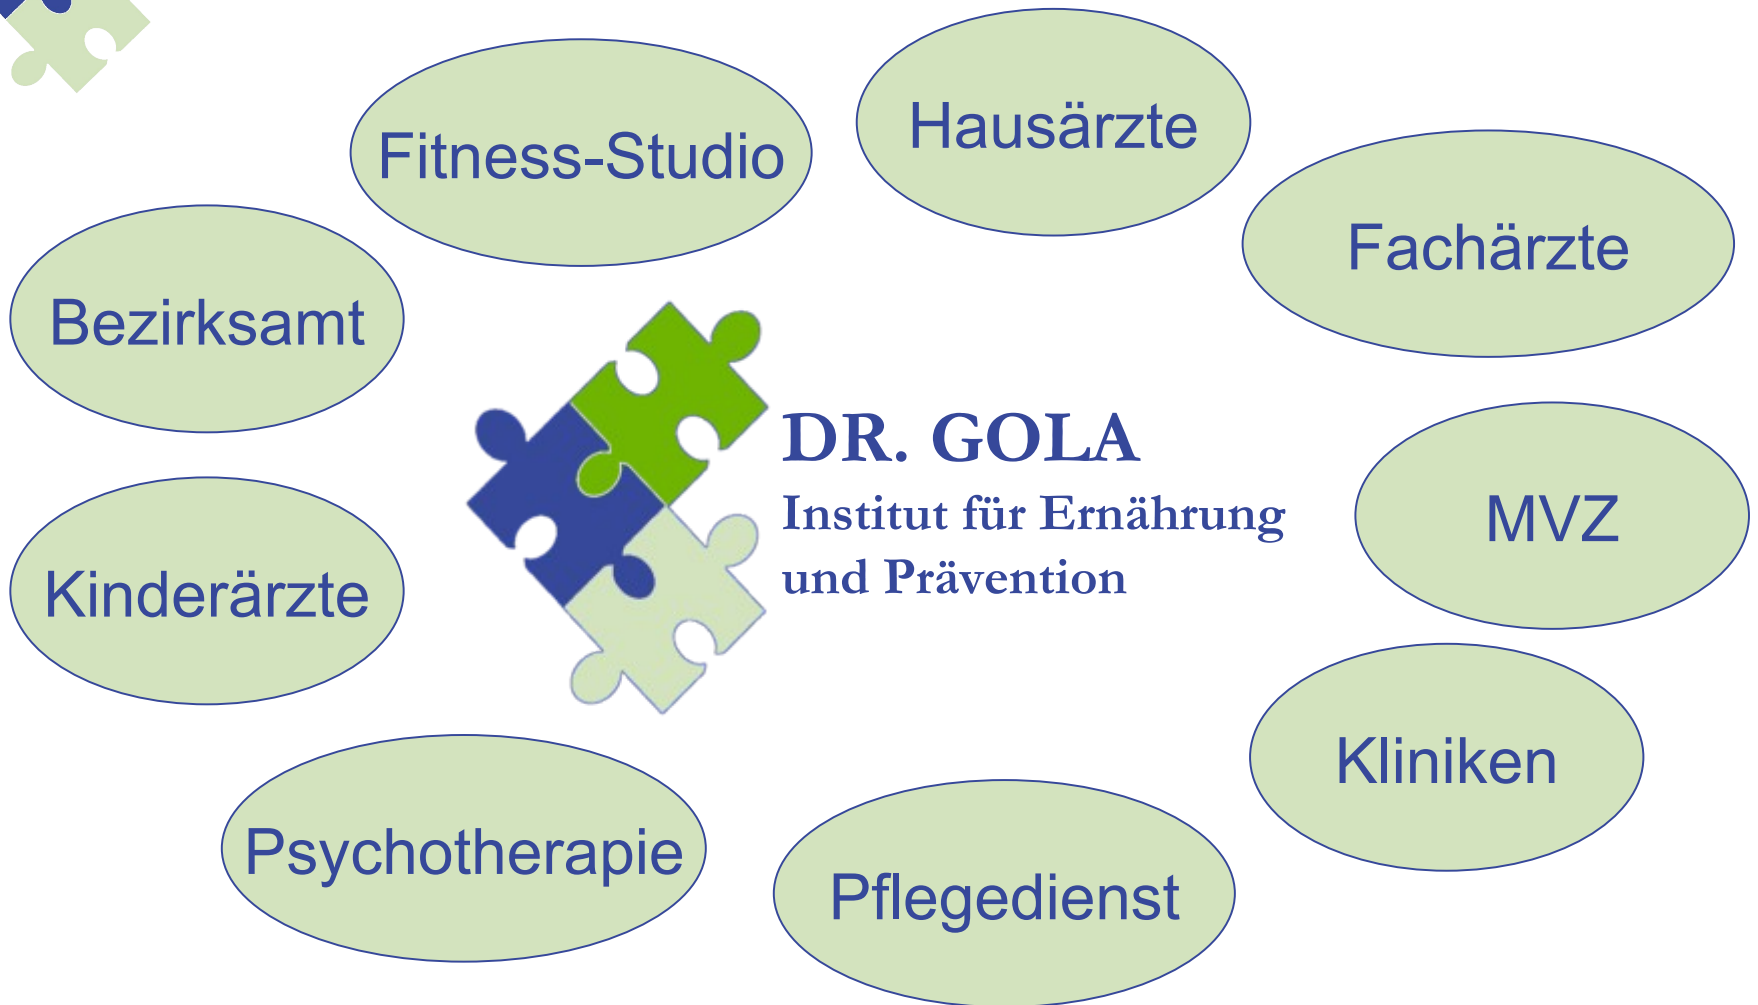 Hausärzte
Fitness-Studio
Fachärzte
Bezirksamt
DR. GOLA
Institut für Ernährung
und Prävention
MVZ
Kinderärzte
Kliniken
Psychotherapie
Pflegedienst